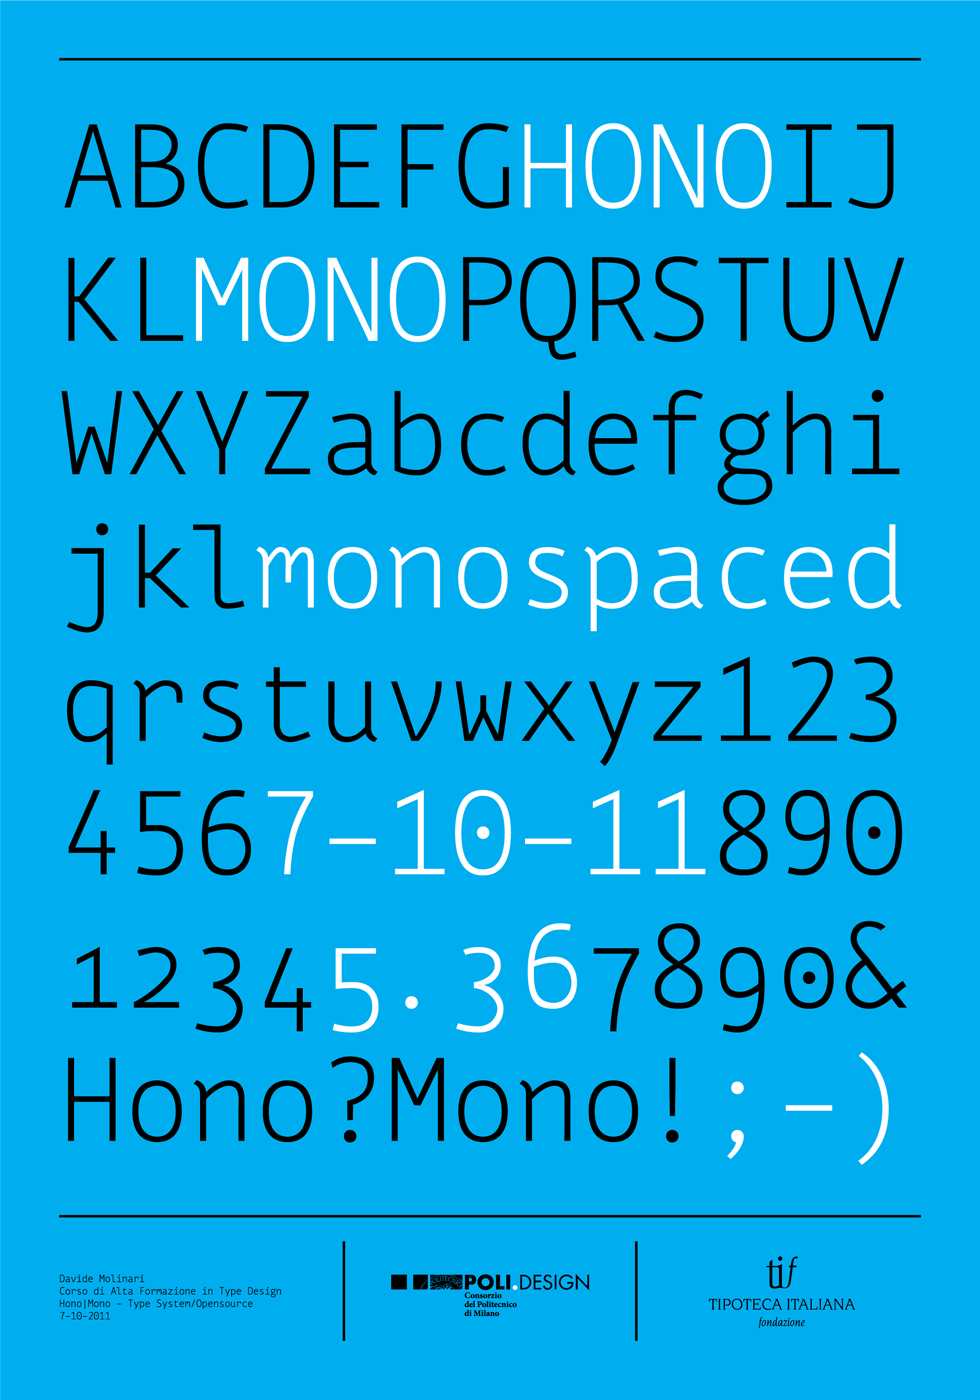 ABCDEFGHONOIJ
KLMONOPQRSTUV
WXYZabcdefghi
jklmonospaced
qrstuvwxyz123
4567–10–11890
12345.367890&
Hono?Mono!;–)
Davide Molinari
Corso di Alta Formazione in Type Design
Hono|Mono – Type System/Opensource
7–10–2011
POLI.DESIGN
Consorzio
del Politecnico
di Milano
tif
TIPOTECA ITALIANA
fondazione